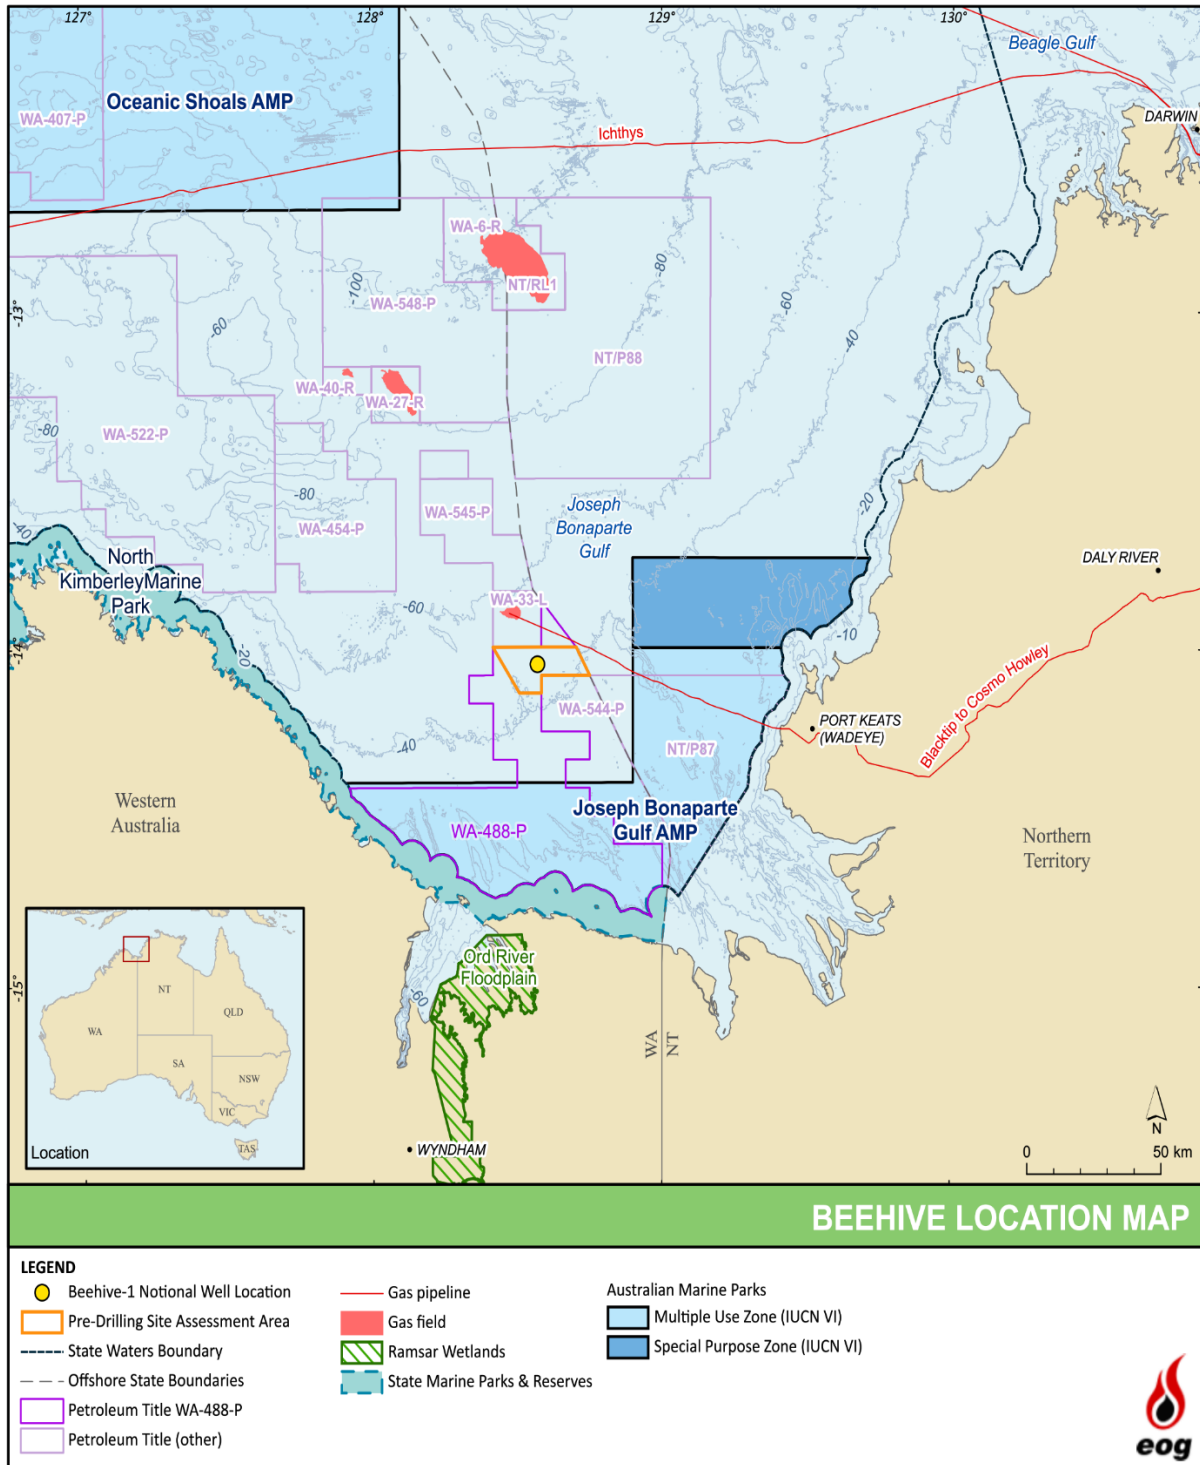 127°
128°
129°
130°
Beagle Gulf
Oceanic Shoals AMP
WA-407-P
DARWIN
Ichthys
WA-6-R
-80
NT/RL1
-100
WA-548-P
-60
-13°
-60
-40
NT/P88
WA-40-R
WA-27-R
-80
WA-522-P
-80
-20
WA-545-P
WA-454-P
Joseph
Bonaparte
Gulf
-40
North
KimberleyMarine
Park
DALY RIVER
WA-33-L
-60
-10
-14°
-20
Blacktip to Cosmo Howley
WA-544-P
PORT KEATS
(WADEYE)
-40
NT/P87
Western
Australia
Joseph Bonaparte
Gulf AMP
WA-488-P
Northern
Territory
Ord River
Floodplain
-60
-15°
NT
QLD
WA
SA
NSW
VIC
TAS
Location
WA
NT
WYNDHAM
N
0
50 km
BEEHIVE LOCATION MAP
LEGEND
Beehive-1 Notional Well Location
Pre-Drilling Site Assessment Area
State Waters Boundary
Offshore State Boundaries
Petroleum Title WA-488-P
Petroleum Title (other)
Gas pipeline
Gas field
Ramsar Wetlands
State Marine Parks & Reserves
Australian Marine Parks
Multiple Use Zone (IUCN VI)
Special Purpose Zone (IUCN VI)
eog